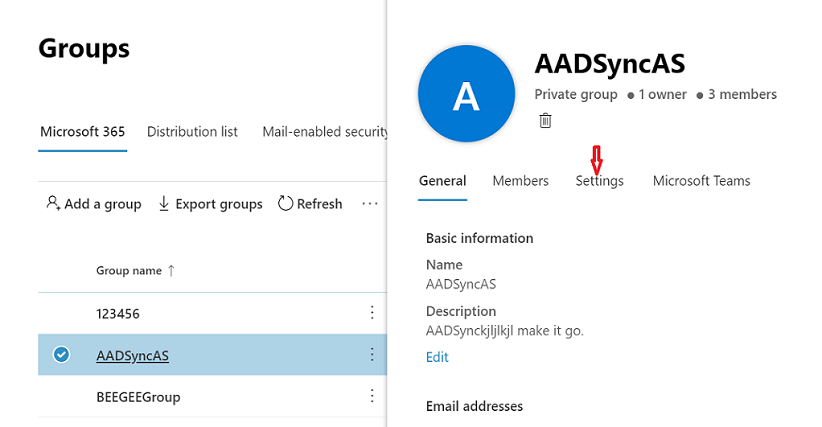 Groups
Microsoft 365 Distribution list Mail-enabled security
Add a group Export groups Refresh ...
Group name ↑
123456
AADSyncAS
BEEGEEGroup
A
AADSyncAS
Private group ● 1 owner ● 3 members
General Members Settings Microsoft Teams
Basic information
Name
AADSyncAS
Description
AADSynckjljlkjl make it go.
Edit
Email addresses